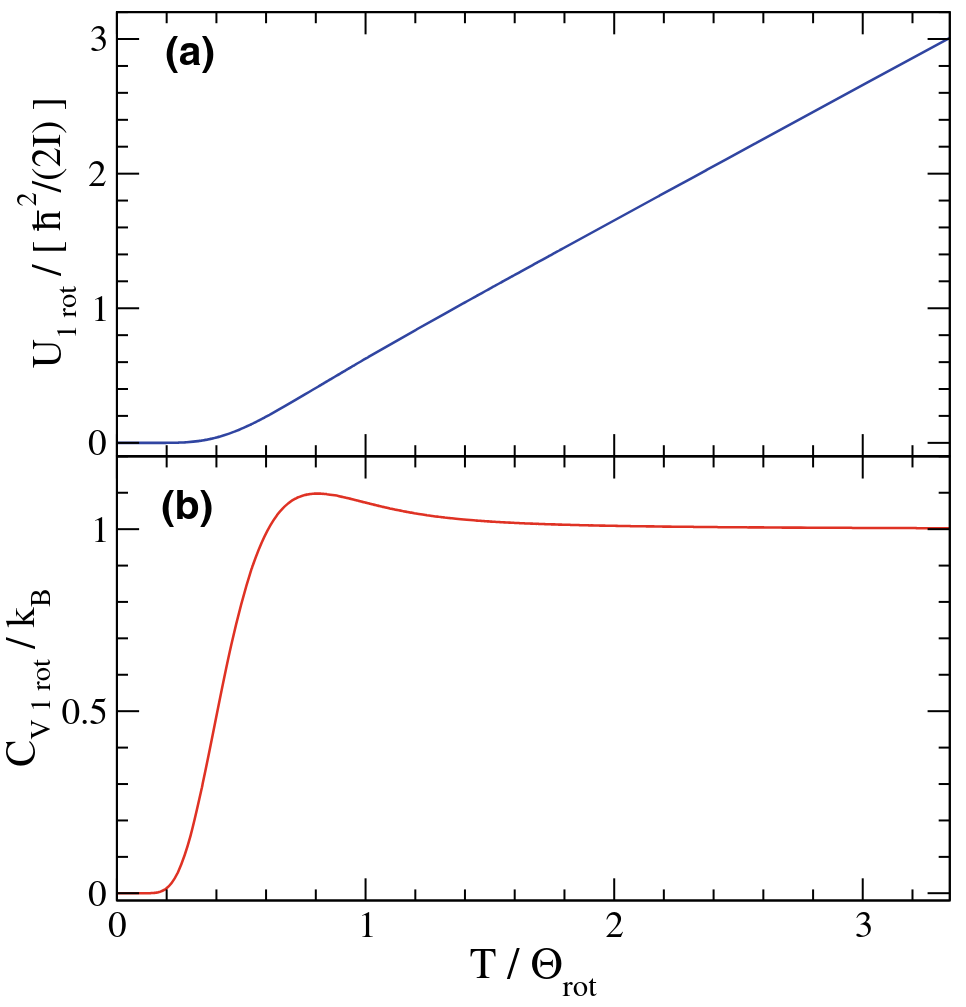 (a)
U1 rot / [ ħ²/(2I) ]
3
2
1
0
(b)
CV 1 rot / kB
1
0.5
0
0 1 2 3
T / Θrot